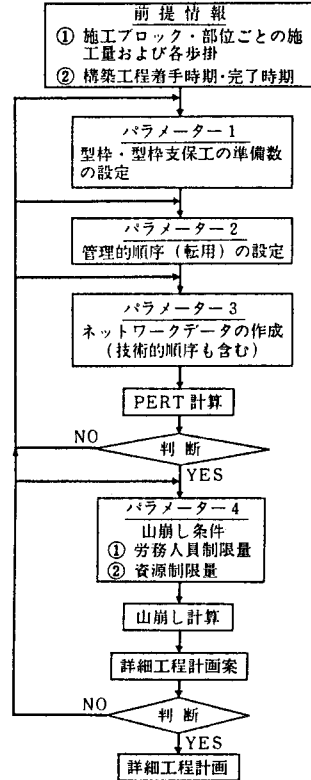 前提情報
① 施工ブロック・部位ごとの施
工量および各歩掛
② 構築工程着手時期・完了時期
パラメーター1
型枠・型枠支保工の準備数
の設定
パラメーター2
管理的順序(転用)の設定
パラメーター3
ネットワークデータの作成
(技術的順序も含む)
PERT計算
NO
判断
YES
パラメーター4
山崩し条件
① 労務人員制限量
② 資源制限量
山崩し計算
詳細工程計画案
NO
判断
YES
詳細工程計画